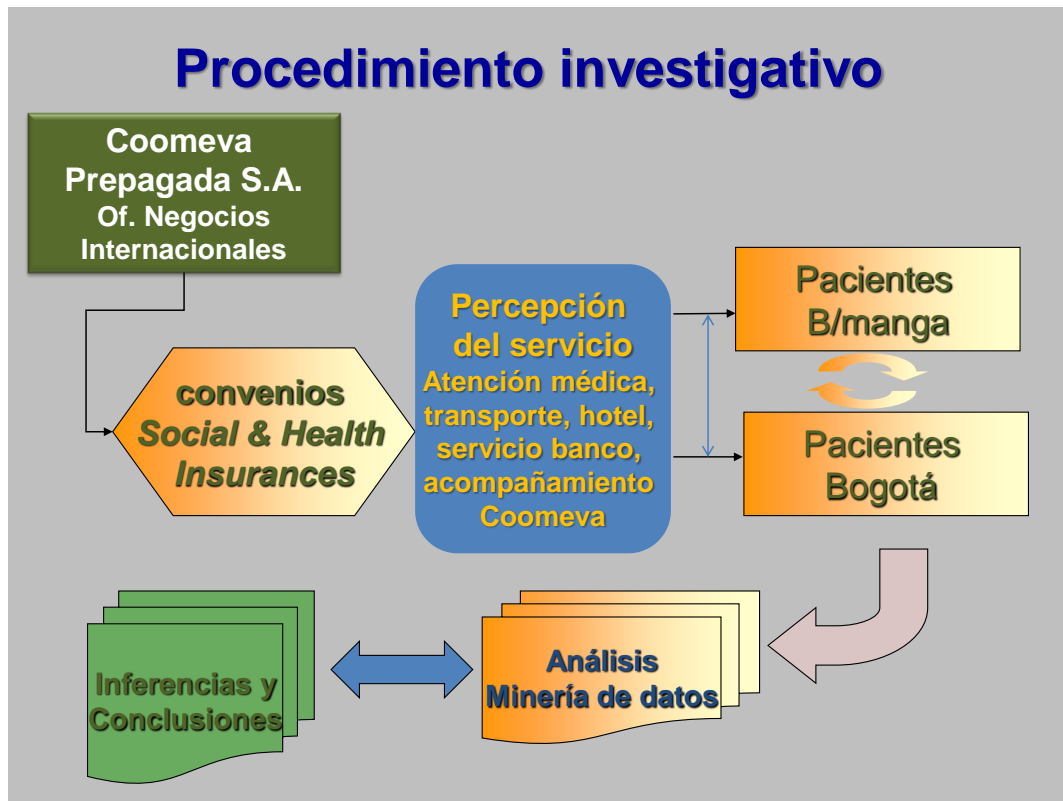 Procedimiento investigativo
Coomeva
Prepagada S.A.
Of. Negocios
Internacionales
convenios
Social & Health
Insurances
Percepción
del servicio
Atención médica,
transporte, hotel,
servicio banco,
acompañamiento
Coomeva
Pacientes
B/manga
Pacientes
Bogotá
Inferencias y
Conclusiones
Análisis
Minería de datos